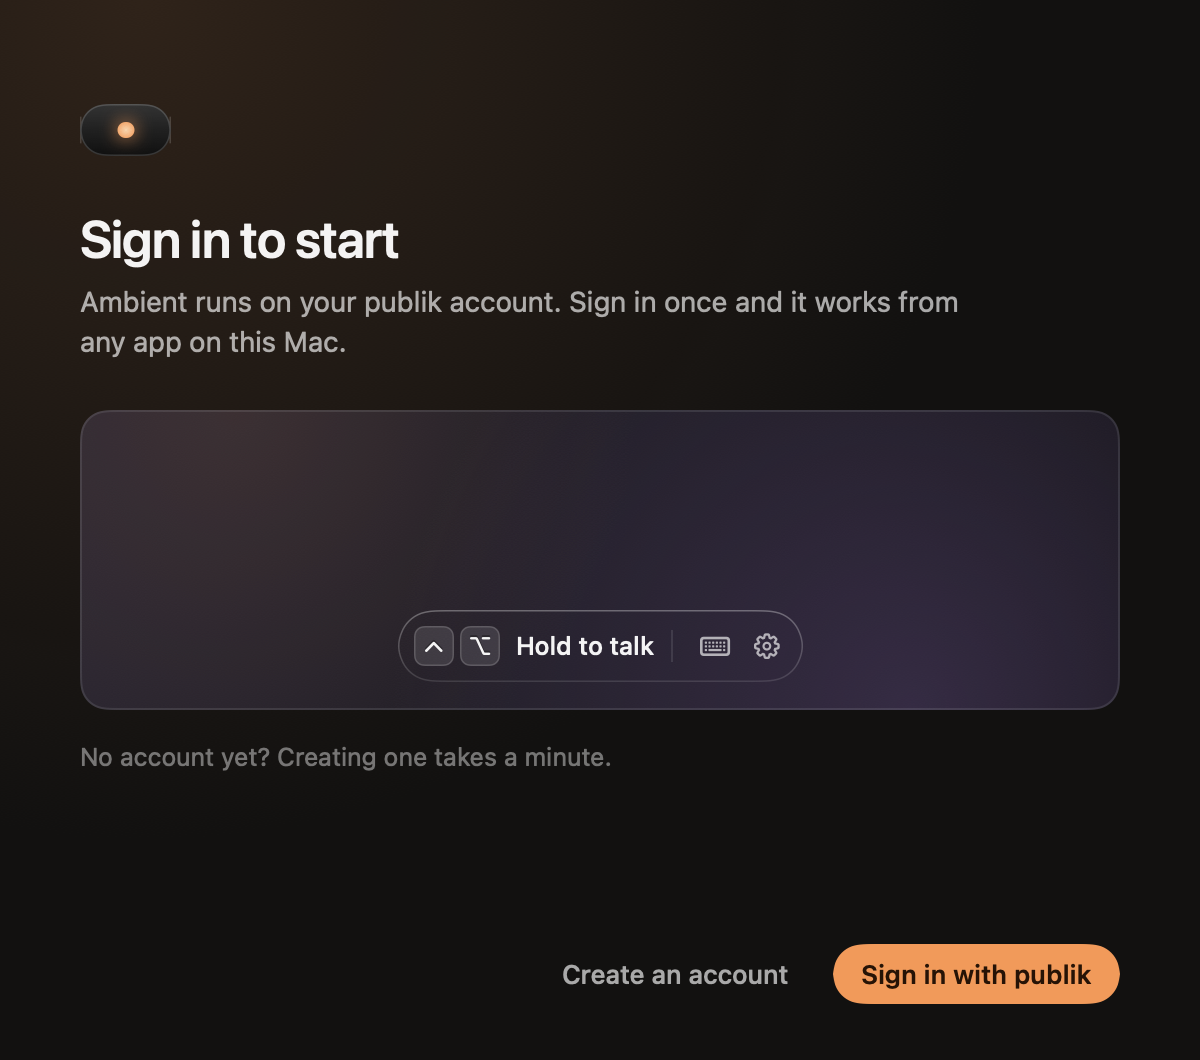 Sign in to start
Ambient runs on your publik account. Sign in once and it works from
any app on this Mac.
Hold to talk
No account yet? Creating one takes a minute.
Create an account
Sign in with publik